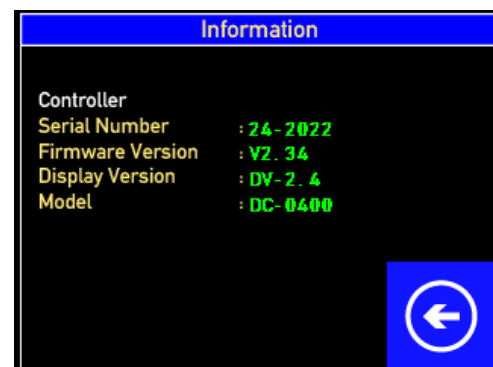 Information
Controller
Serial Number : 24-2022
Firmware Version : V2.34
Display Version : DV-2.4
Model : DC-0400